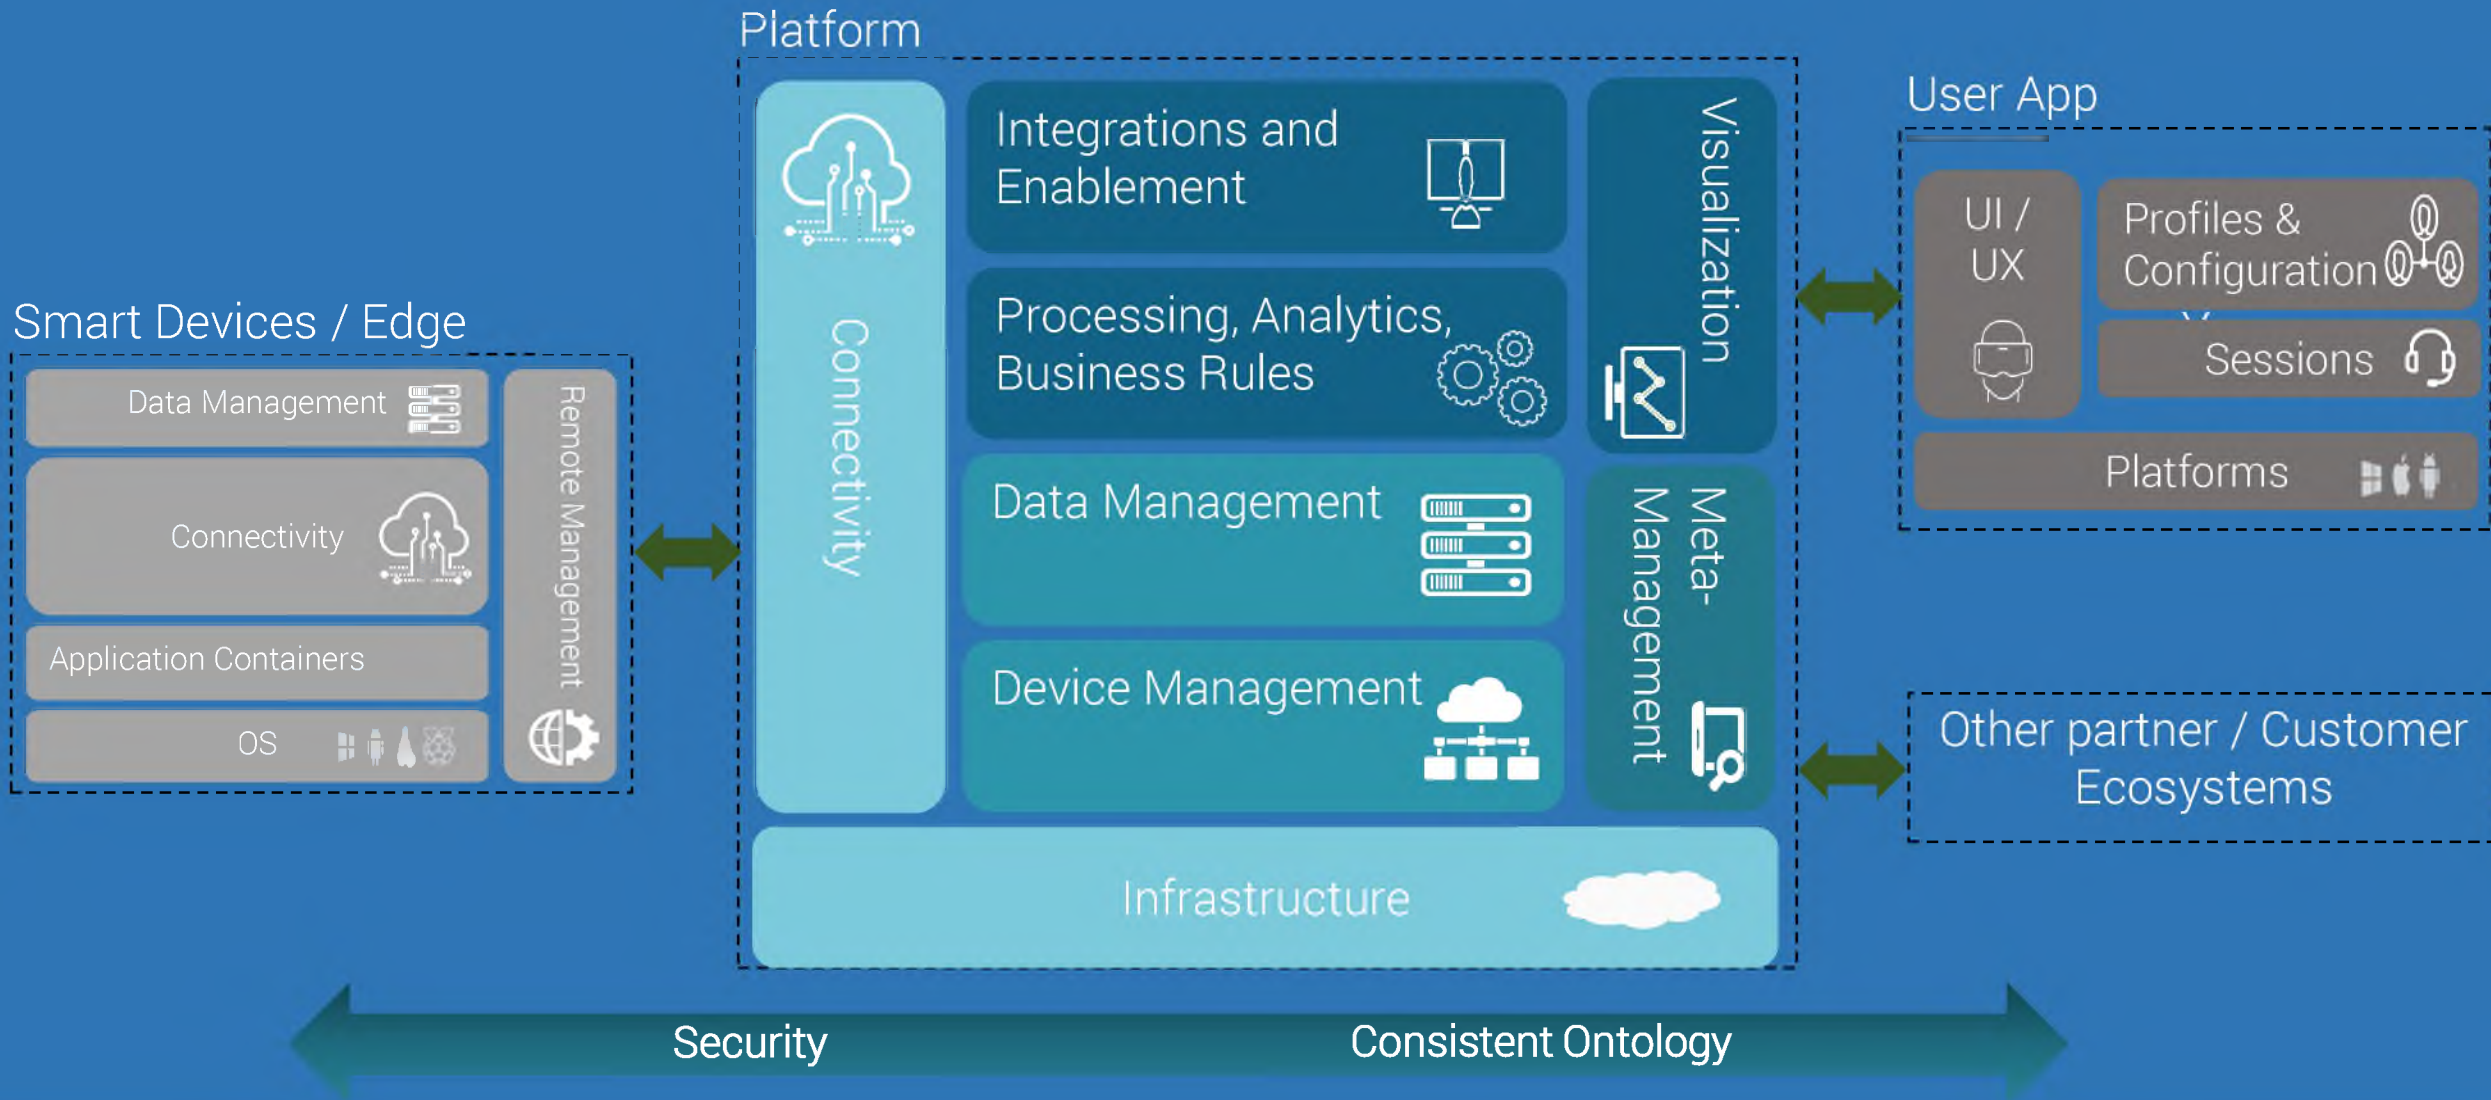 Platform
Connectivity
Integrations and
Enablement
Processing, Analytics,
Business Rules
Data Management
Device Management
Visualization
Meta-
Management
Infrastructure
Smart Devices / Edge
Data Management
Connectivity
Application Containers
OS
Remote Management
User App
UI /
UX
Profiles &
Configuration
Sessions
Platforms
Other partner / Customer
Ecosystems
Security
Consistent Ontology